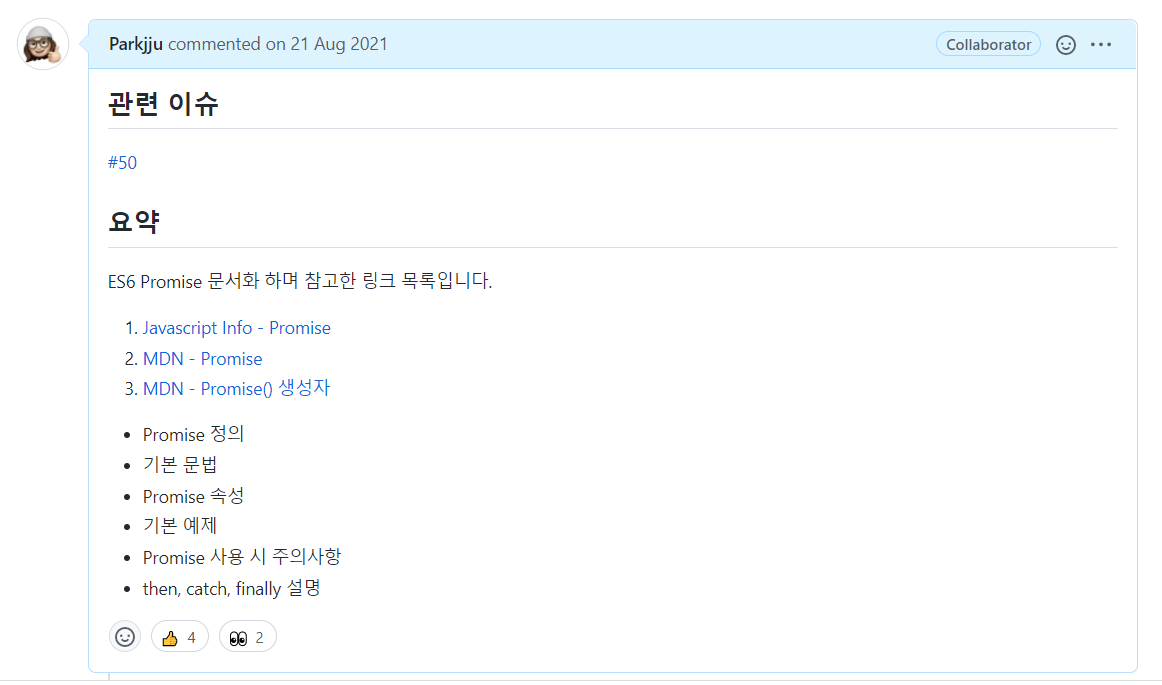 Parkjju commented on 21 Aug 2021 Collaborator
관련 이슈
#50
요약
ES6 Promise 문서화 하며 참고한 링크 목록입니다.
1. Javascript Info - Promise
2. MDN - Promise
3. MDN - Promise() 생성자
• Promise 정의
• 기본 문법
• Promise 속성
• 기본 예제
• Promise 사용 시 주의사항
• then, catch, finally 설명
👍 4 👀 2